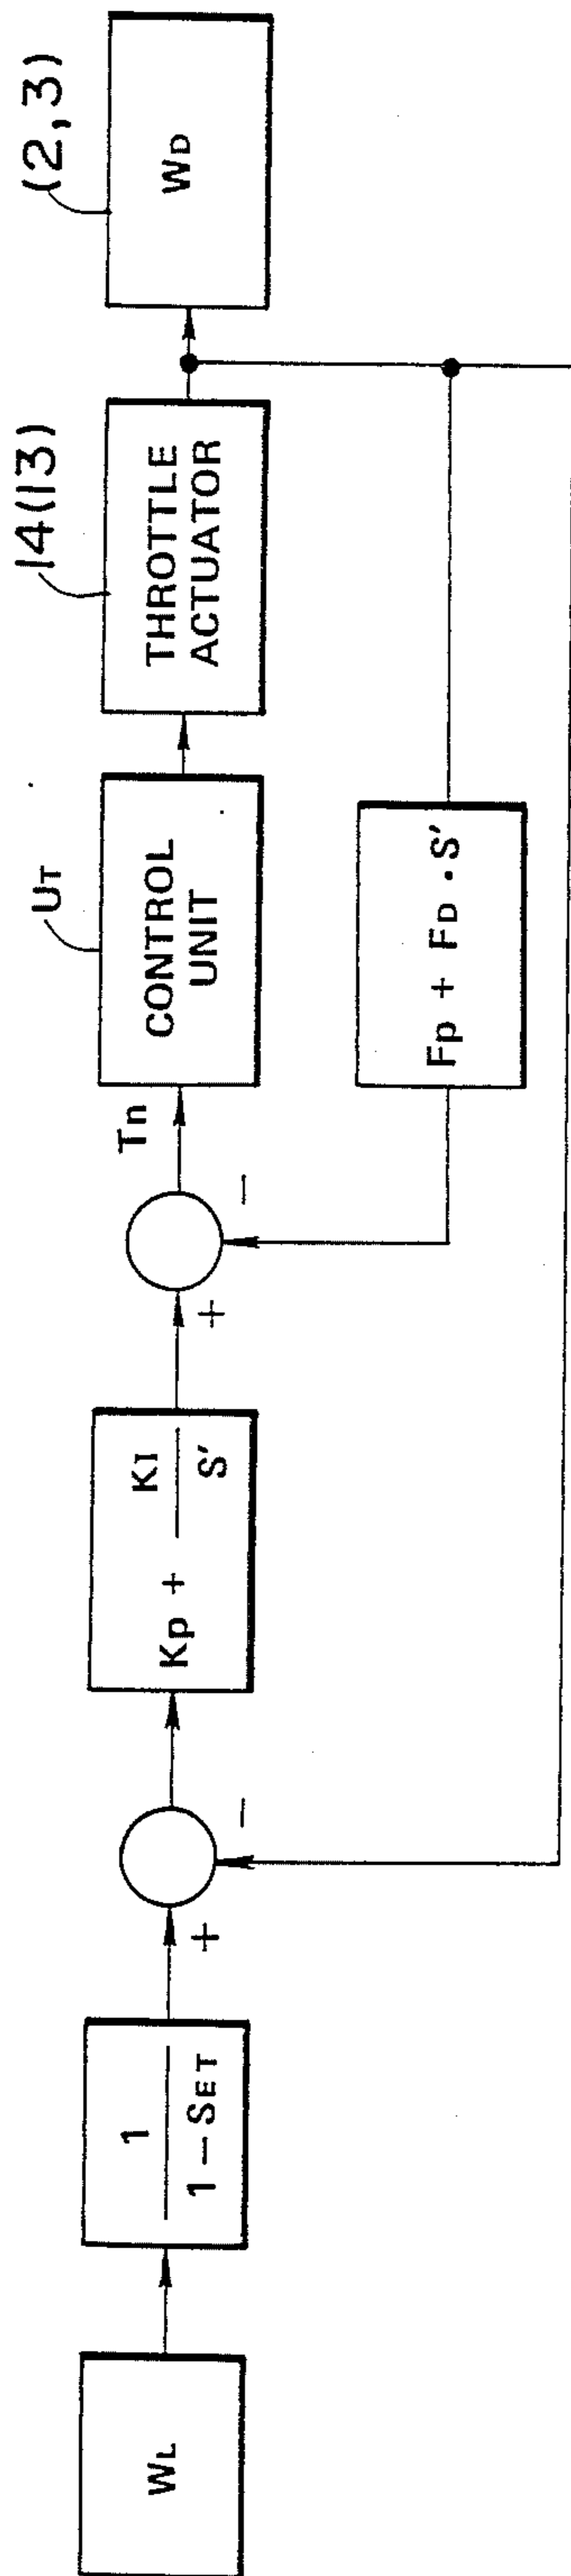 WL
1
1 – SET
+
–
Kp + KI
S'
+
–
Tn
UT
CONTROL
UNIT
14(13)
THROTTLE
ACTUATOR
(2,3)
WD
Fp + FD · S'